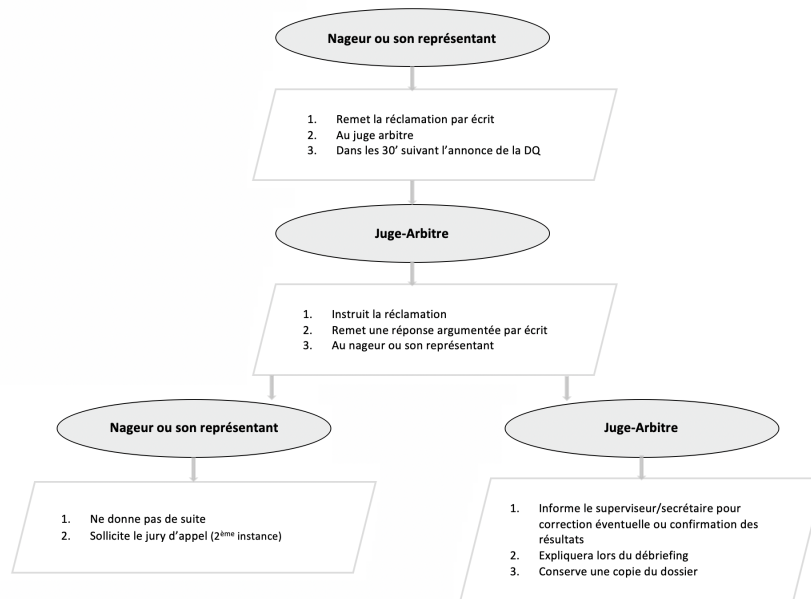 Nageur ou son représentant
1. Remet la réclamation par écrit
2. Au juge arbitre
3. Dans les 30' suivant l'annonce de la DQ
Juge-Arbitre
1. Instruit la réclamation
2. Remet une réponse argumentée par écrit
3. Au nageur ou son représentant
Nageur ou son représentant
1. Ne donne pas de suite
2. Sollicite le jury d'appel (2ème instance)
Juge-Arbitre
1. Informe le superviseur/secrétaire pour
correction éventuelle ou confirmation des
résultats
2. Expliquera lors du débriefing
3. Conserve une copie du dossier